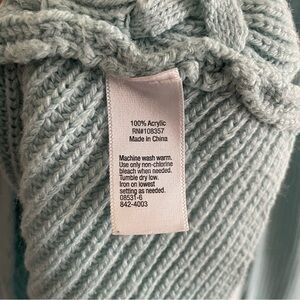 100% Acrylic
RN#108357
Made in China
Machine wash warm.
Use only non-chlorine
bleach when needed.
Tumble dry low.
Iron on lowest
setting as needed.
08531-6
842-4003